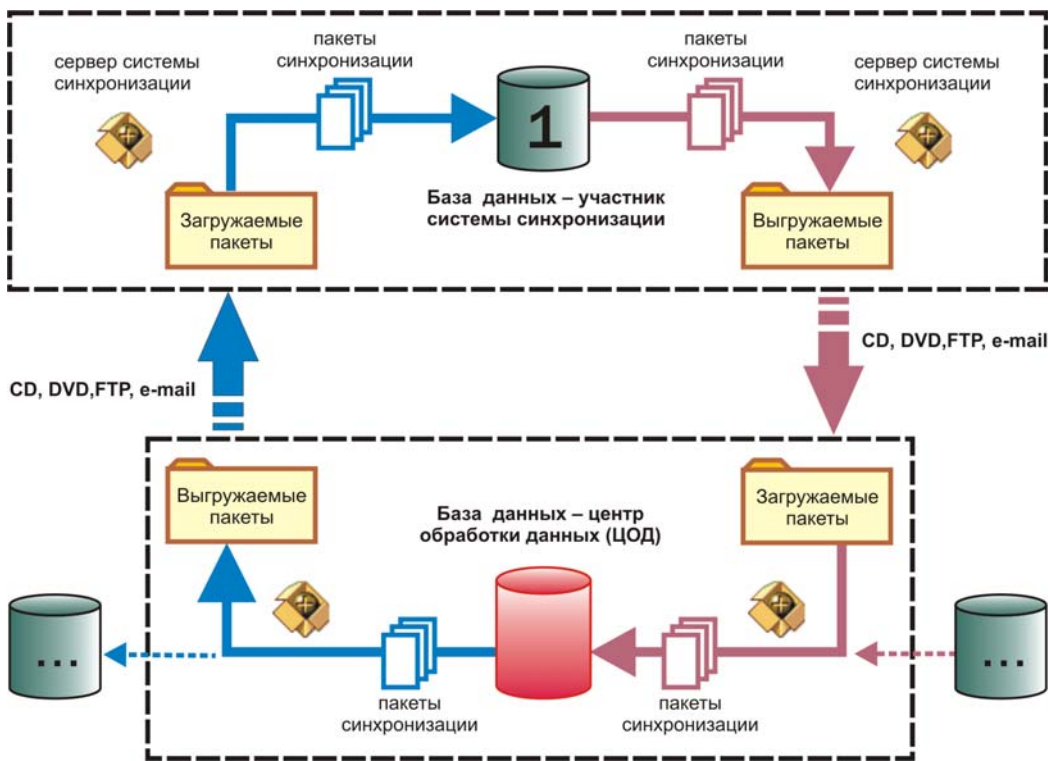 сервер системы
синхронизации
пакеты
синхронизации
пакеты
синхронизации
сервер системы
синхронизации
1
База данных – участник
системы синхронизации
Загружаемые
пакеты
Выгружаемые
пакеты
CD, DVD,FTP, e-mail
CD, DVD,FTP, e-mail
Выгружаемые
пакеты
База данных – центр
обработки данных (ЦОД)
Загружаемые
пакеты
...
...
пакеты
синхронизации
пакеты
синхронизации